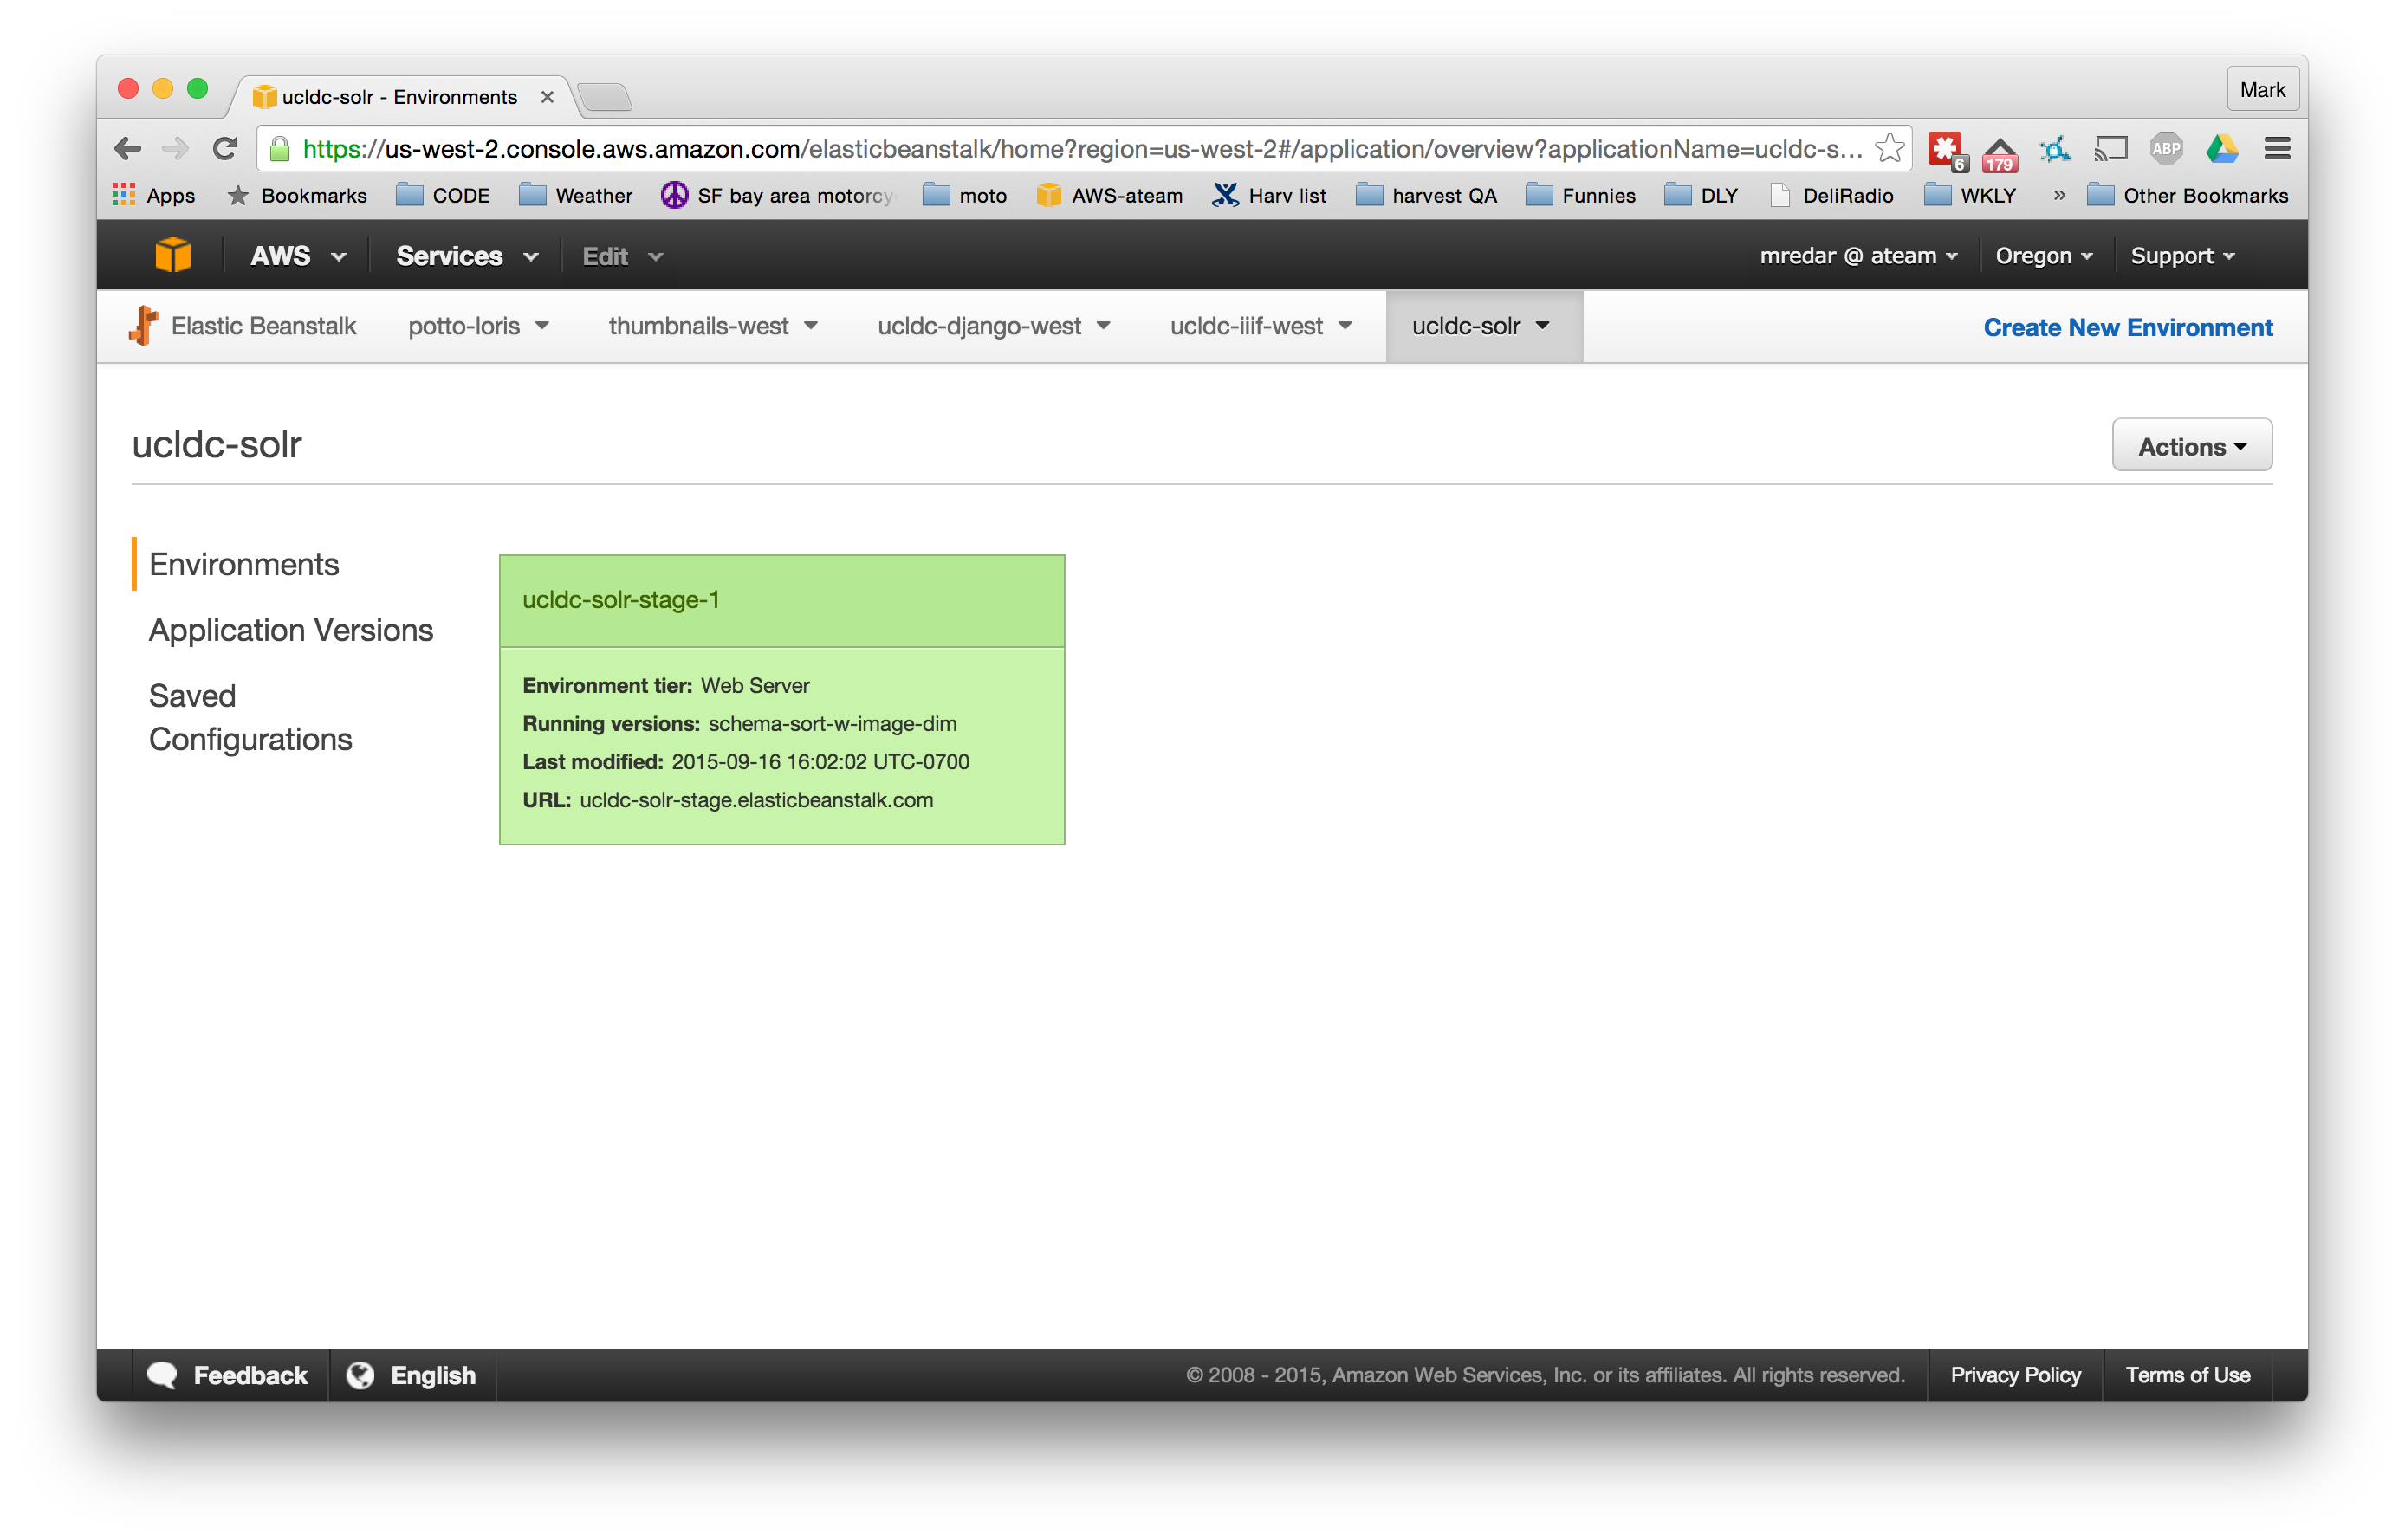 ucldc-solr - Environments
Mark
https://us-west-2.console.aws.amazon.com/elasticbeanstalk/home?region=us-west-2#/application/overview?applicationName=ucldc-s...
6
179
ABP
Apps Bookmarks CODE Weather SF bay area motorcy moto AWS-ateam Harv list harvest QA Funnies DLY DeliRadio WKLY » Other Bookmarks
AWS Services Edit mredar @ ateam Oregon Support
Elastic Beanstalk potto-loris thumbnails-west ucldc-django-west ucldc-iiif-west ucldc-solr Create New Environment
ucldc-solr
Actions
Environments
Application Versions
Saved
Configurations
ucldc-solr-stage-1
Environment tier: Web Server
Running versions: schema-sort-w-image-dim
Last modified: 2015-09-16 16:02:02 UTC-0700
URL: ucldc-solr-stage.elasticbeanstalk.com
Feedback English © 2008 - 2015, Amazon Web Services, Inc. or its affiliates. All rights reserved. Privacy Policy Terms of Use